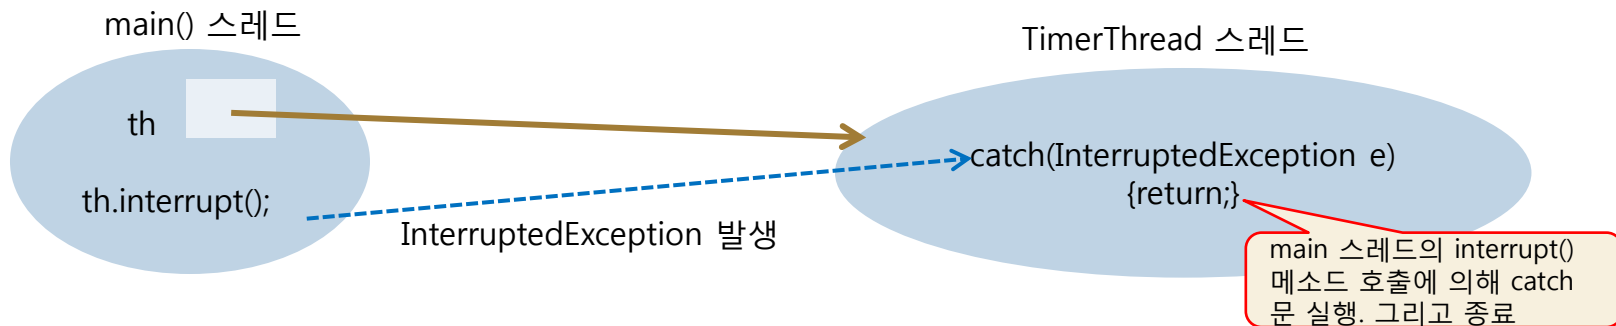 main() 스레드
TimerThread 스레드
th
th.interrupt();
InterruptedException 발생
catch(InterruptedException e)
{return;}
main 스레드의 interrupt()
메소드 호출에 의해 catch
문 실행. 그리고 종료